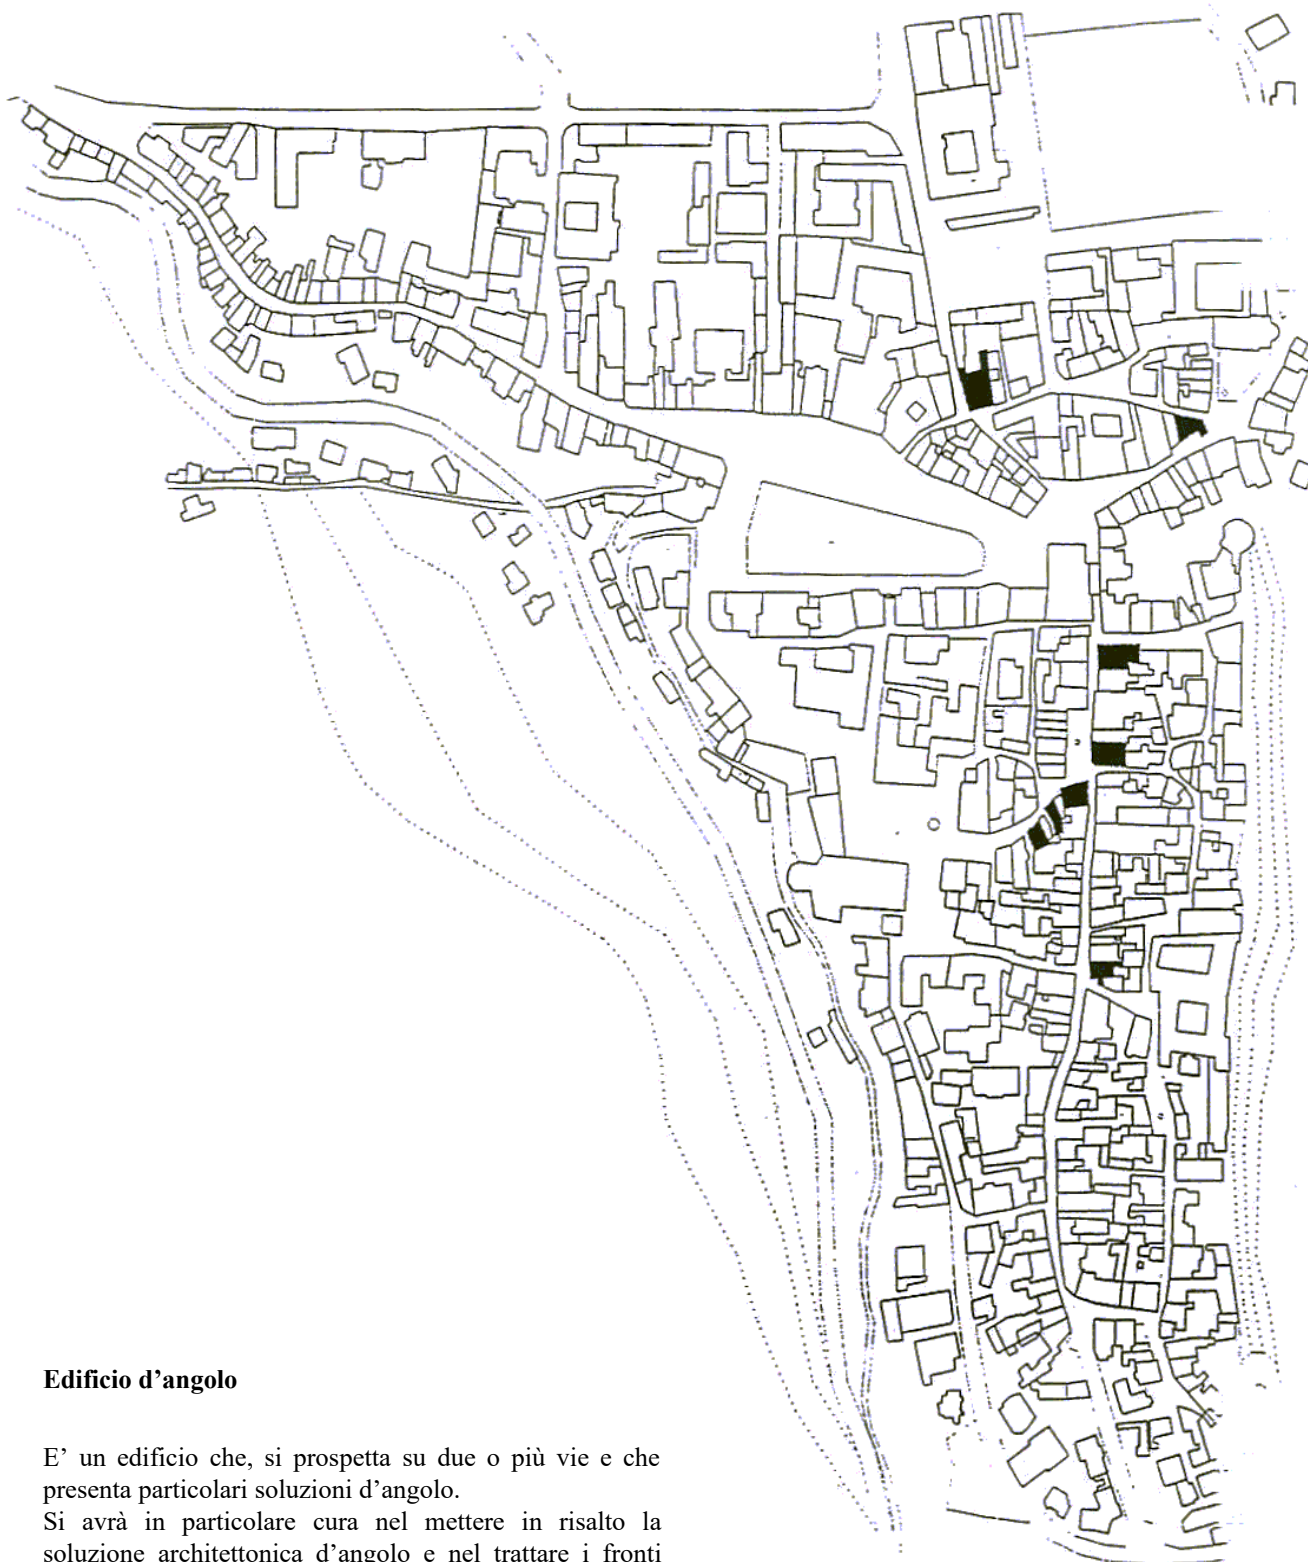 Edificio d’angolo
E’ un edificio che, si prospetta su due o più vie e che
presenta particolari soluzioni d’angolo.
Si avrà in particolare cura nel mettere in risalto la
soluzione architettonica d’angolo e nel trattare i fronti